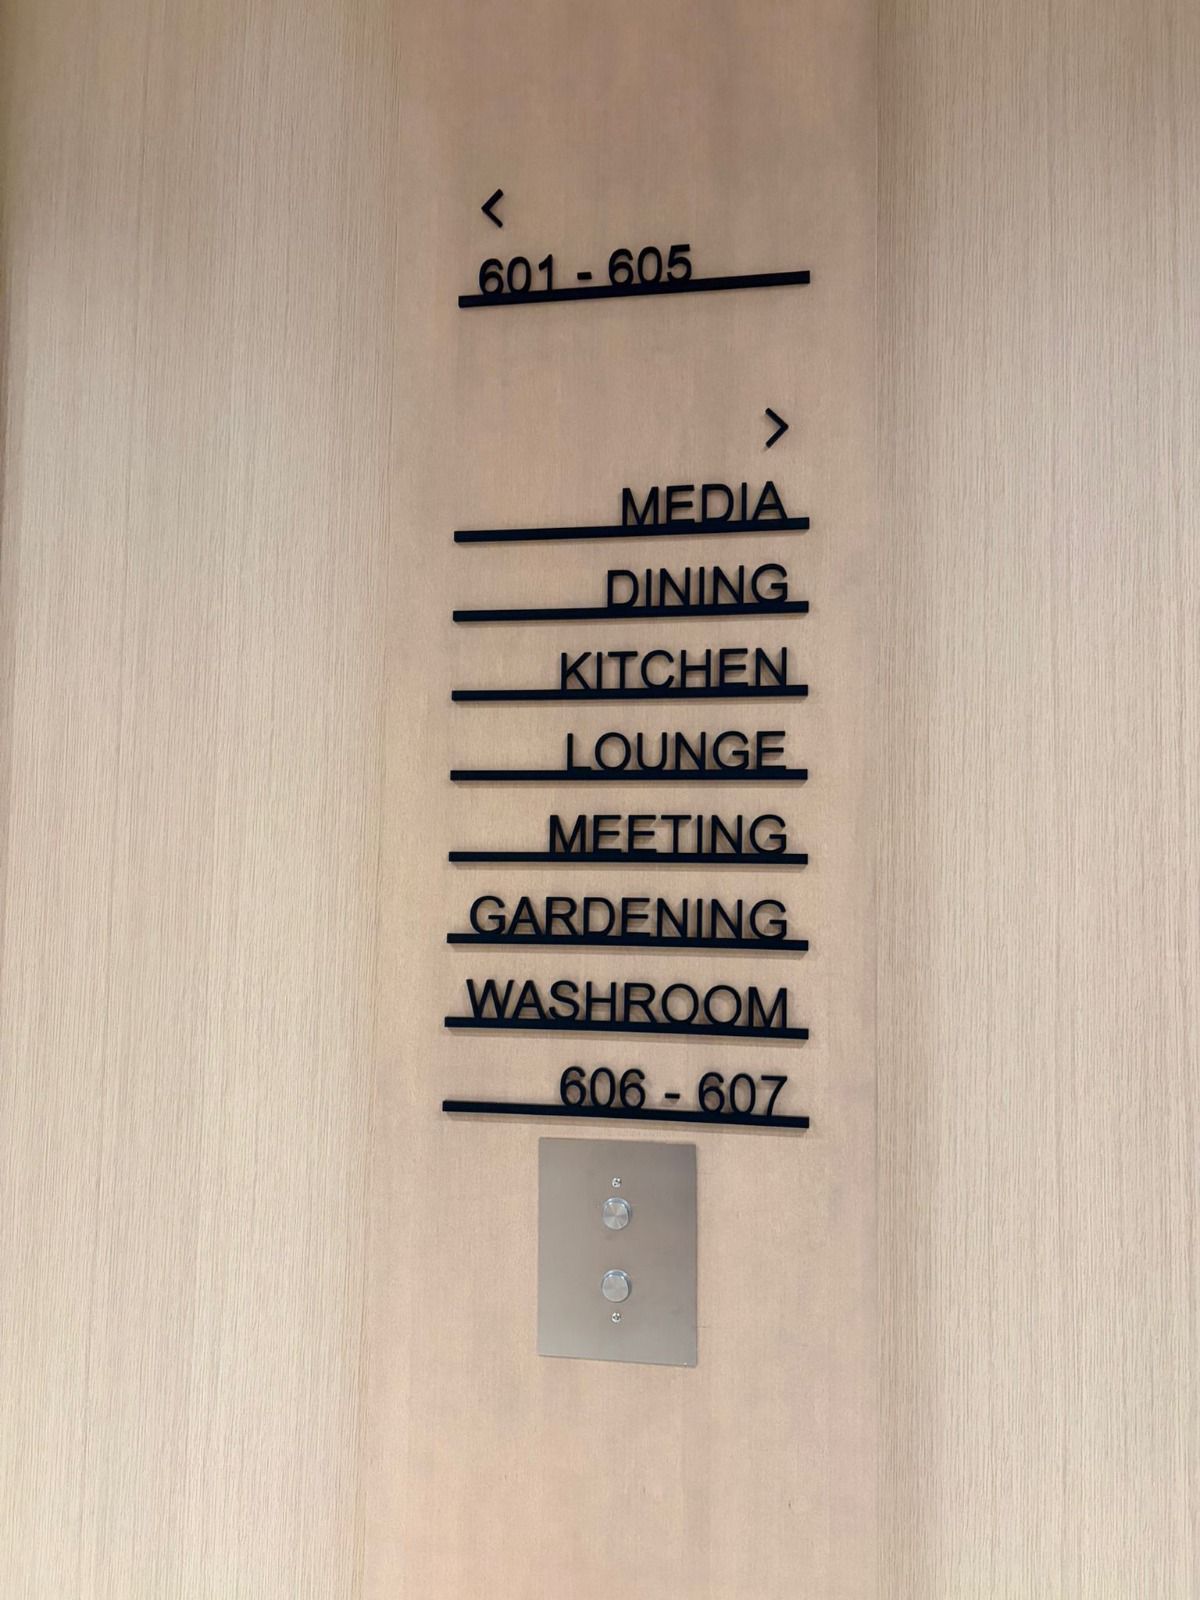 <
601 - 605
>
MEDIA
DINING
KITCHEN
LOUNGE
MEETING
GARDENING
WASHROOM
606 - 607